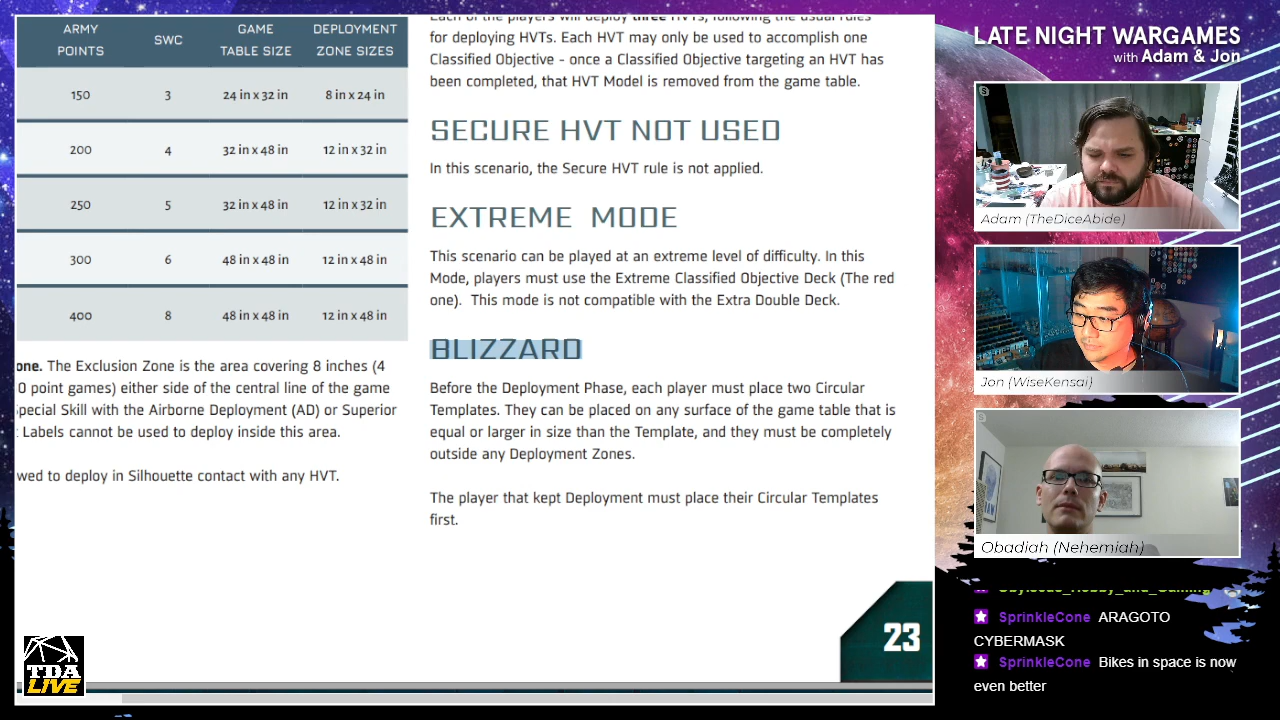 ARMY POINTS
SWC
GAME TABLE SIZE
DEPLOYMENT ZONE SIZES
150 3 24 in x 32 in 8 in x 24 in
200 4 32 in x 48 in 12 in x 32 in
250 5 32 in x 48 in 12 in x 32 in
300 6 48 in x 48 in 12 in x 48 in
400 8 48 in x 48 in 12 in x 48 in
one. The Exclusion Zone is the area covering 8 inches (4
0 point games) either side of the central line of the game
Special Skill with the Airborne Deployment (AD) or Superior
Labels cannot be used to deploy inside this area.
wed to deploy in Silhouette contact with any HVT.
Each of the players will deploy three HVTs, following the usual rules
for deploying HVTs. Each HVT may only be used to accomplish one
Classified Objective - once a Classified Objective targeting an HVT has
been completed, that HVT Model is removed from the game table.
SECURE HVT NOT USED
In this scenario, the Secure HVT rule is not applied.
EXTREME MODE
This scenario can be played at an extreme level of difficulty. In this
Mode, players must use the Extreme Classified Objective Deck (The red
one). This mode is not compatible with the Extra Double Deck.
BLIZZARD
Before the Deployment Phase, each player must place two Circular
Templates. They can be placed on any surface of the game table that is
equal or larger in size than the Template, and they must be completely
outside any Deployment Zones.
The player that kept Deployment must place their Circular Templates
first.
23
TDA
LIVE
LATE NIGHT WARGAMES
with Adam & Jon
Adam (TheDiceAbide)
Jon (WiseKensai)
Obadiah (Nehemiah)
SprinkleCone ARAGOTO
CYBERMASK
SprinkleCone Bikes in space is now
even better